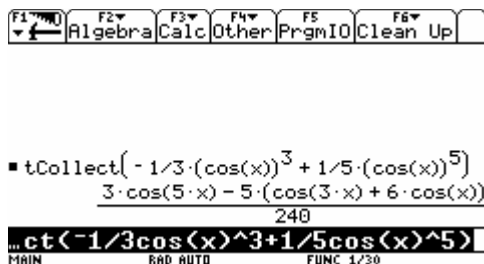 F1 F2 Algebra F3 Calc F4 Other F5 PrgmIO F6 Clean Up
▪ tCollect(-1/3·(cos(x))^3 + 1/5·(cos(x))^5)
3·cos(5·x) - 5·(cos(3·x) + 6·cos(x))
240
…ct(-1/3cos(x)^3+1/5cos(x)^5)
MAIN RAD AUTO FUNC 1/30